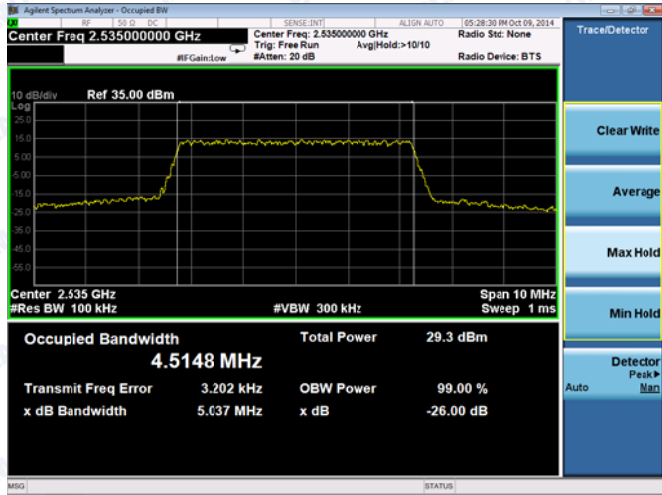 Agilent Spectrum Analyzer - Occupied BW
RF 50 Ω DC SENSE:INT ALIGN AUTO 05:28:30 PM Oct 09, 2014
Center Freq 2.535000000 GHz
Center Freq: 2.535000000 GHz
Radio Std: None
Trig: Free Run Avg|Hold:>10/10
#IFGain:Low #Atten: 20 dB Radio Device: BTS
Trace/Detector
10 dB/div Ref 35.00 dBm
Log
25.0
15.0
5.00
-5.00
-15.0
-25.0
-35.0
-45.0
-55.0
Center 2.535 GHz Span 10 MHz
#Res BW 100 kHz #VBW 300 kHz Sweep 1 ms
Occupied Bandwidth Total Power 29.3 dBm
4.5148 MHz
Transmit Freq Error 3.202 kHz OBW Power 99.00 %
x dB Bandwidth 5.037 MHz x dB -26.00 dB
Clear Write
Average
Max Hold
Min Hold
Detector
Peak▶
Auto Man
MSG STATUS